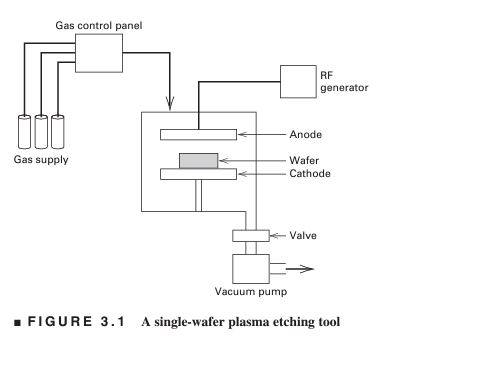 Gas control panel
RF
generator
Anode
Gas supply
Wafer
Cathode
Valve
Vacuum pump
■ FIGURE 3.1 A single-wafer plasma etching tool